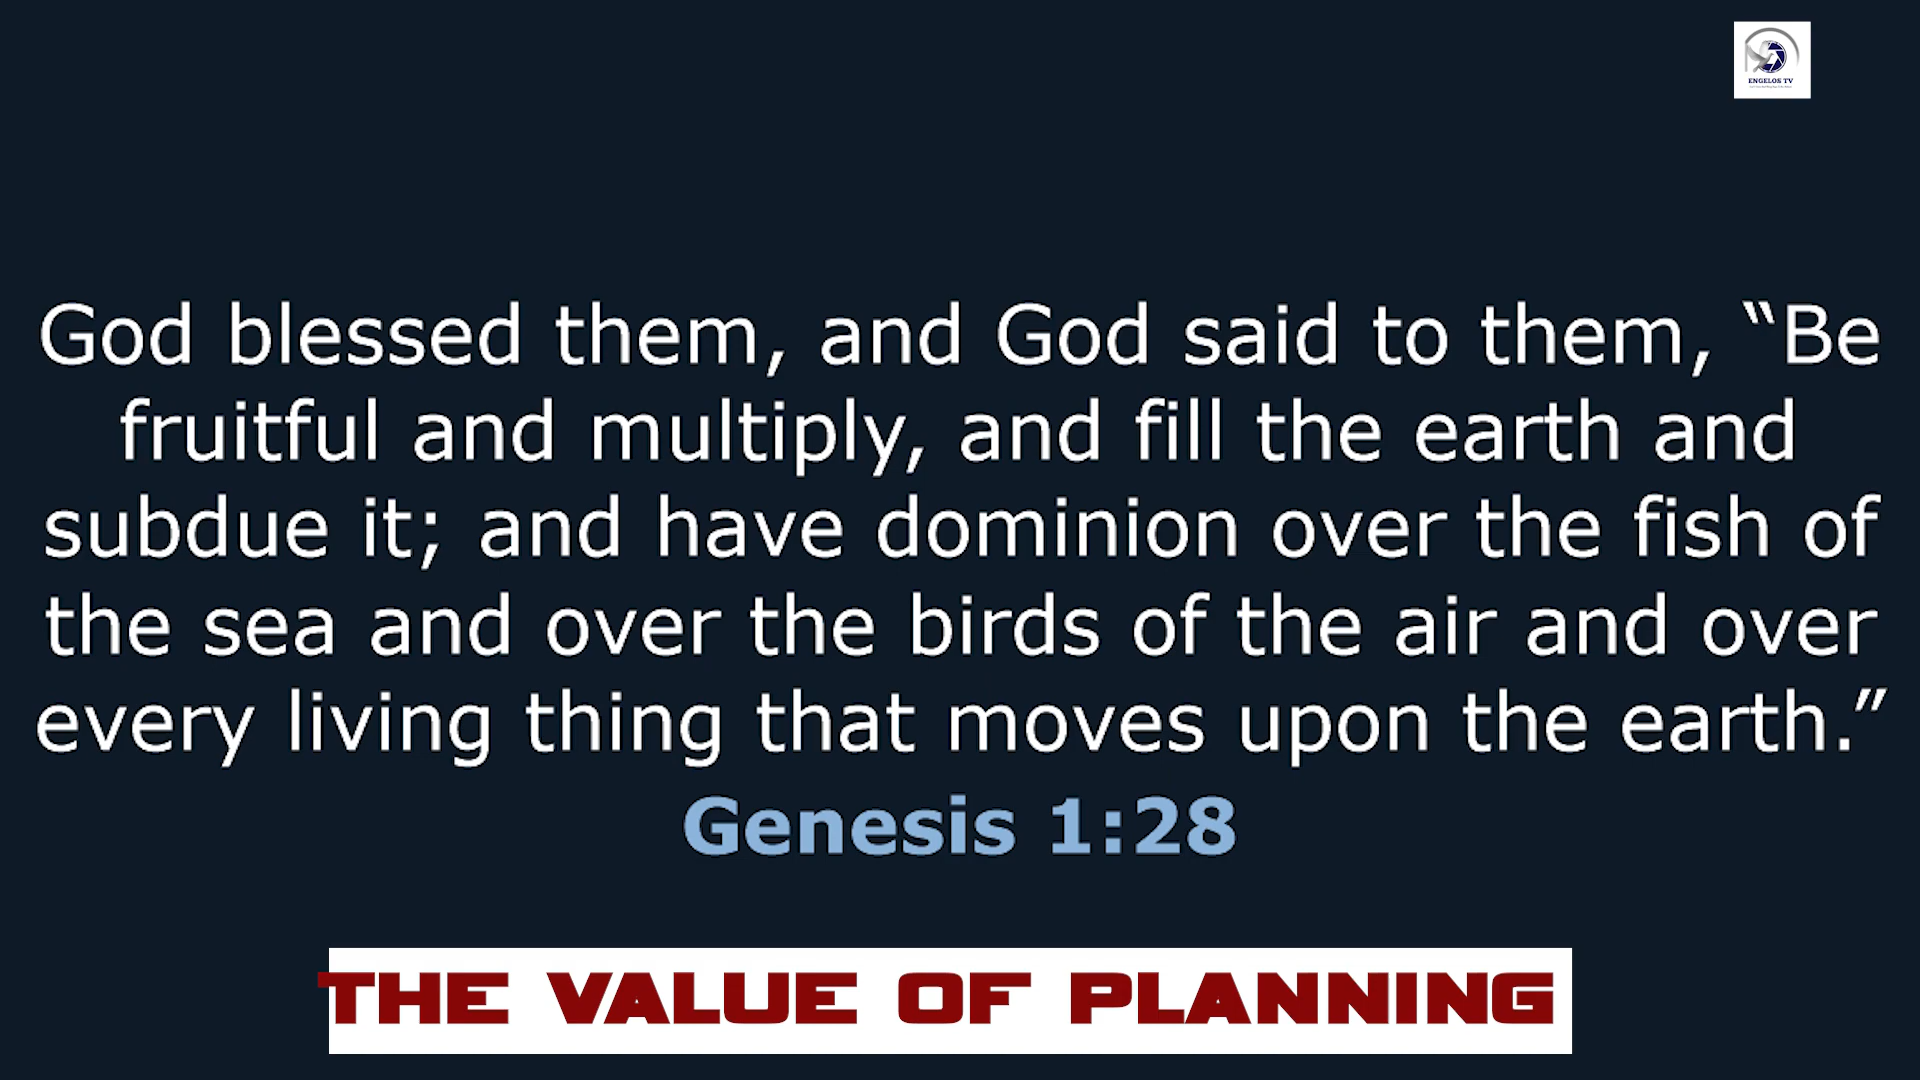 ENGELOS TV
God blessed them, and God said to them, “Be
fruitful and multiply, and fill the earth and
subdue it; and have dominion over the fish of
the sea and over the birds of the air and over
every living thing that moves upon the earth.”
Genesis 1:28
THE VALUE OF PLANNING